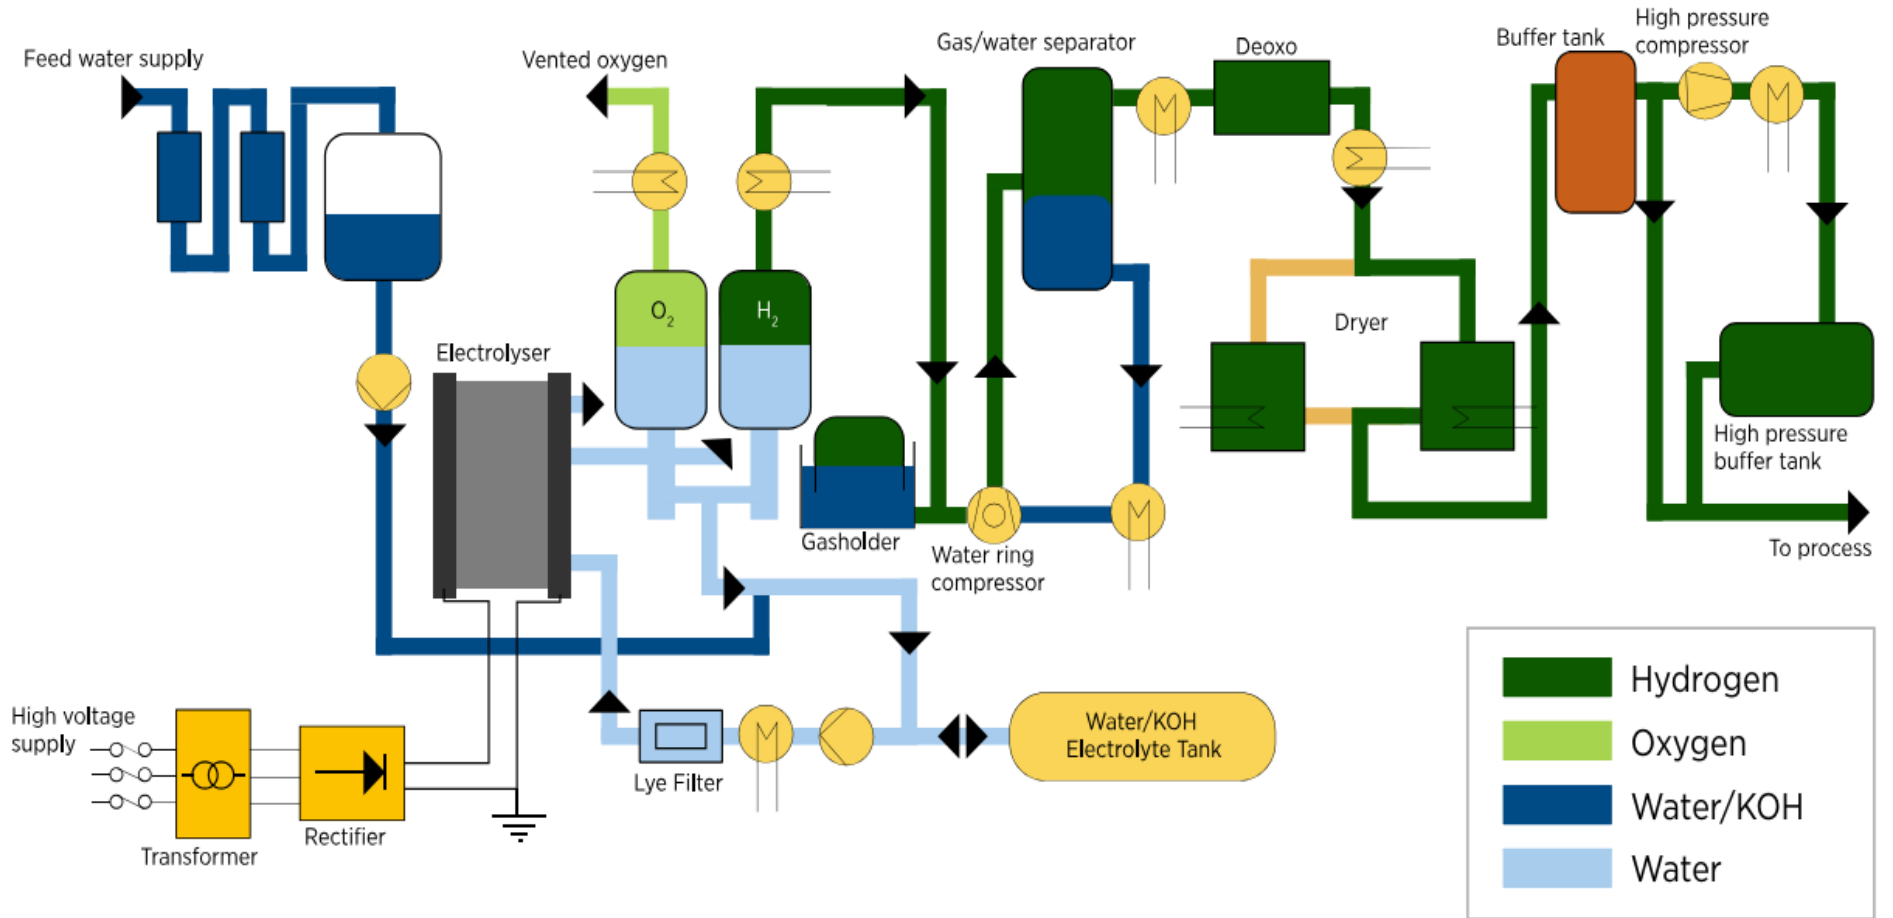 Feed water supply
Vented oxygen
Gas/water separator
Deoxo
Buffer tank
High pressure
compressor
O2
H2
Electrolyser
Dryer
Gasholder
Water ring
compressor
High pressure
buffer tank
To process
High voltage
supply
Transformer
Rectifier
Lye Filter
Water/KOH
Electrolyte Tank
Hydrogen
Oxygen
Water/KOH
Water